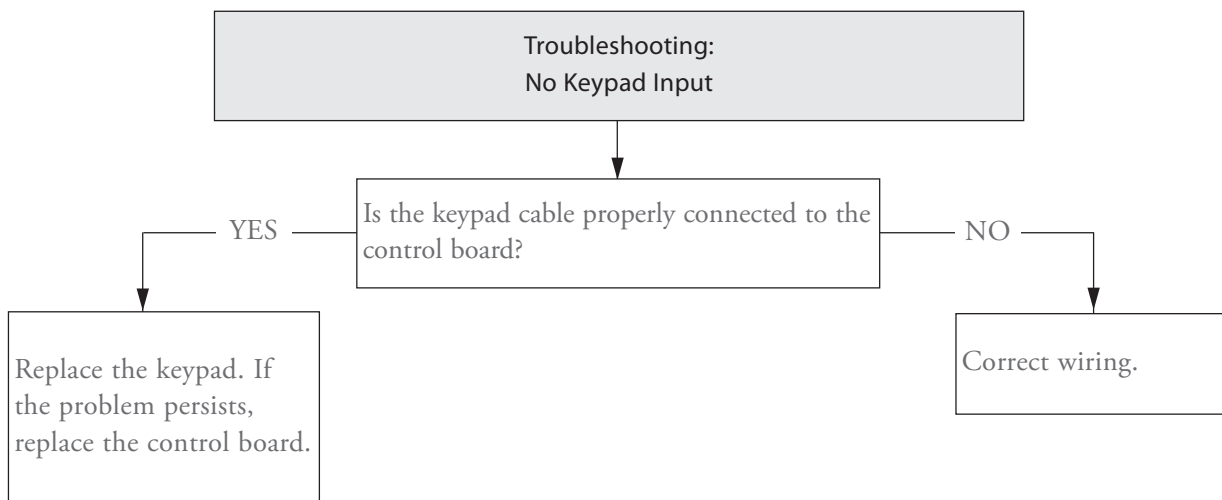 Troubleshooting:
No Keypad Input
Is the keypad cable properly connected to the
control board?
YES
NO
Replace the keypad. If
the problem persists,
replace the control board.
Correct wiring.